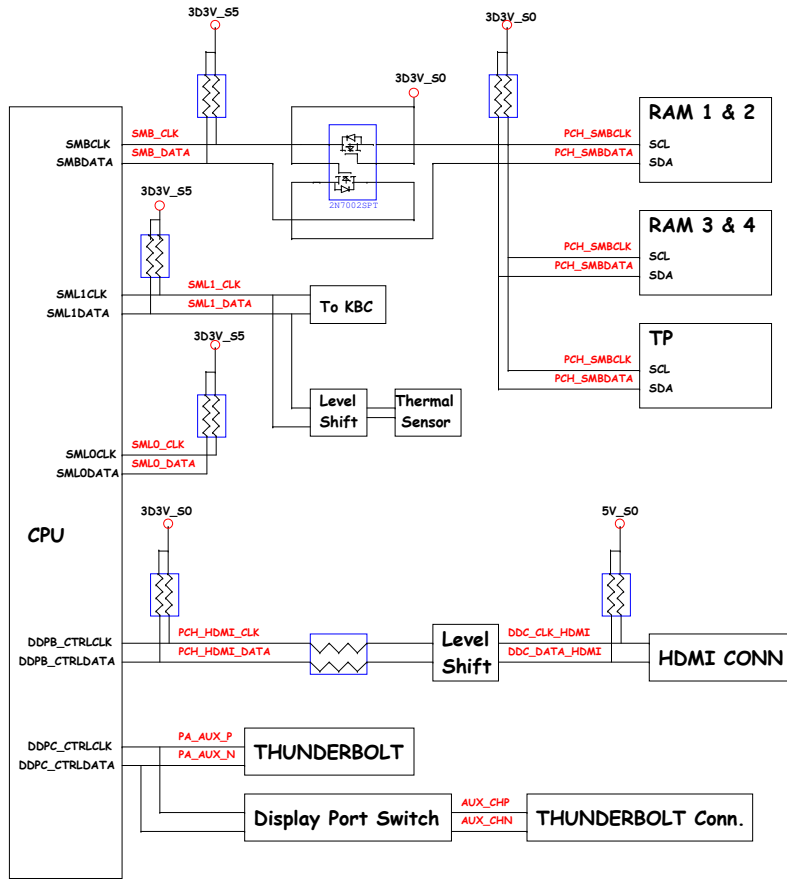 3D3V_S5
3D3V_S0
3D3V_S0
RAM 1 & 2
SMB_CLK
PCH_SMBCLK
SMBCLK
SCL
SMB_DATA
PCH_SMBDATA
SMBDATA
SDA
2N7002SPT
3D3V_S5
RAM 3 & 4
PCH_SMBCLK
SCL
PCH_SMBDATA
SDA
SML1_CLK
SML1CLK
SML1_DATA
SML1DATA
To KBC
TP
3D3V_S5
PCH_SMBCLK
SCL
PCH_SMBDATA
SDA
Level
Shift
Thermal
Sensor
SML0_CLK
SML0CLK
SML0_DATA
SML0DATA
3D3V_S0
5V_S0
CPU
PCH_HDMI_CLK
DDPB_CTRLCLK
PCH_HDMI_DATA
DDPB_CTRLDATA
Level
Shift
DDC_CLK_HDMI
DDC_DATA_HDMI
HDMI CONN
PA_AUX_P
DDPC_CTRLCLK
PA_AUX_N
DDPC_CTRLDATA
THUNDERBOLT
Display Port Switch
AUX_CHP
AUX_CHN
THUNDERBOLT Conn.